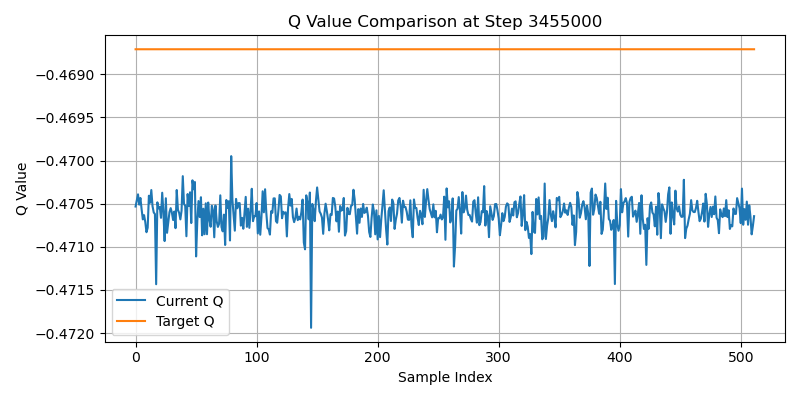 Q Value Comparison at Step 3455000
Q Value
−0.4690
−0.4695
−0.4700
−0.4705
−0.4710
−0.4715
−0.4720
Current Q
Target Q
0 100 200 300 400 500
Sample Index